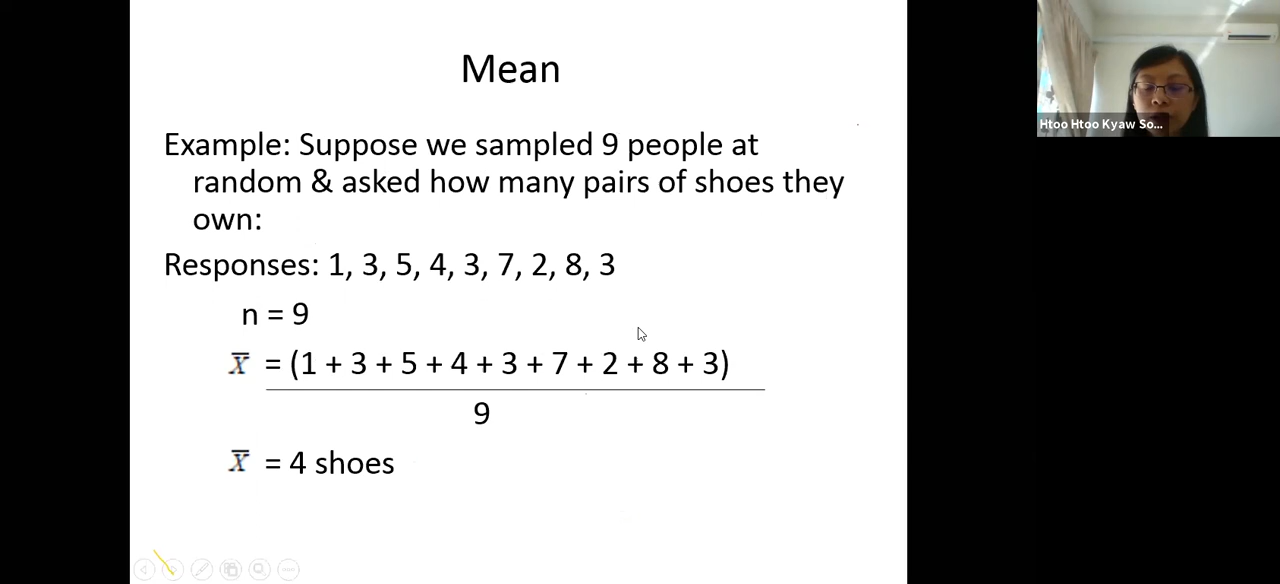 Mean
Htoo Htoo Kyaw So...
Example: Suppose we sampled 9 people at
random & asked how many pairs of shoes they
own:
Responses: 1, 3, 5, 4, 3, 7, 2, 8, 3
n = 9
x̅ = (1 + 3 + 5 + 4 + 3 + 7 + 2 + 8 + 3)
9
x̅ = 4 shoes